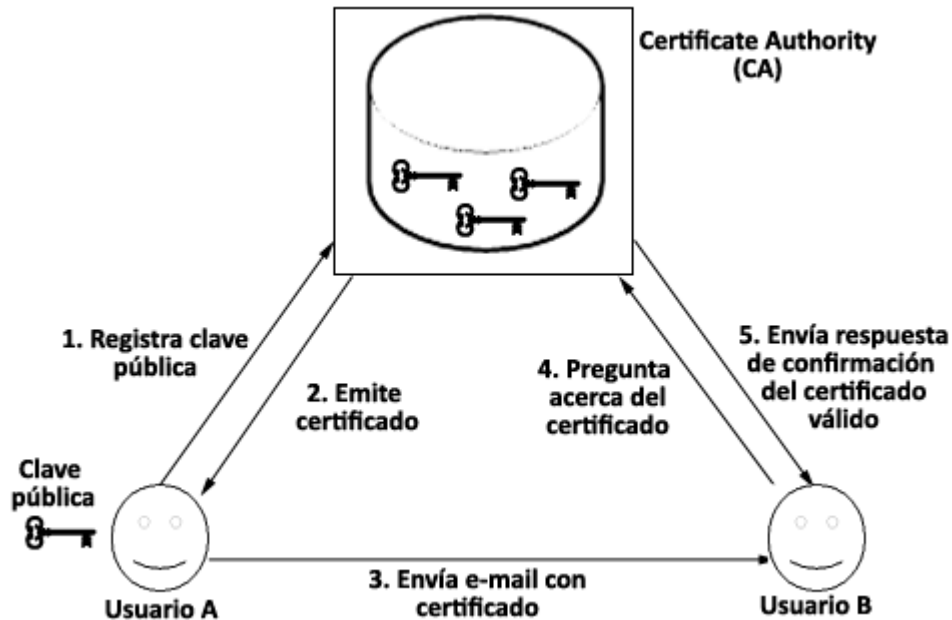 Certificate Authority
(CA)
1. Registra clave
pública
2. Emite
certificado
4. Pregunta
acerca del
certificado
5. Envía respuesta
de confirmación
del certificado
válido
Clave
pública
3. Envía e-mail con
certificado
Usuario A
Usuario B